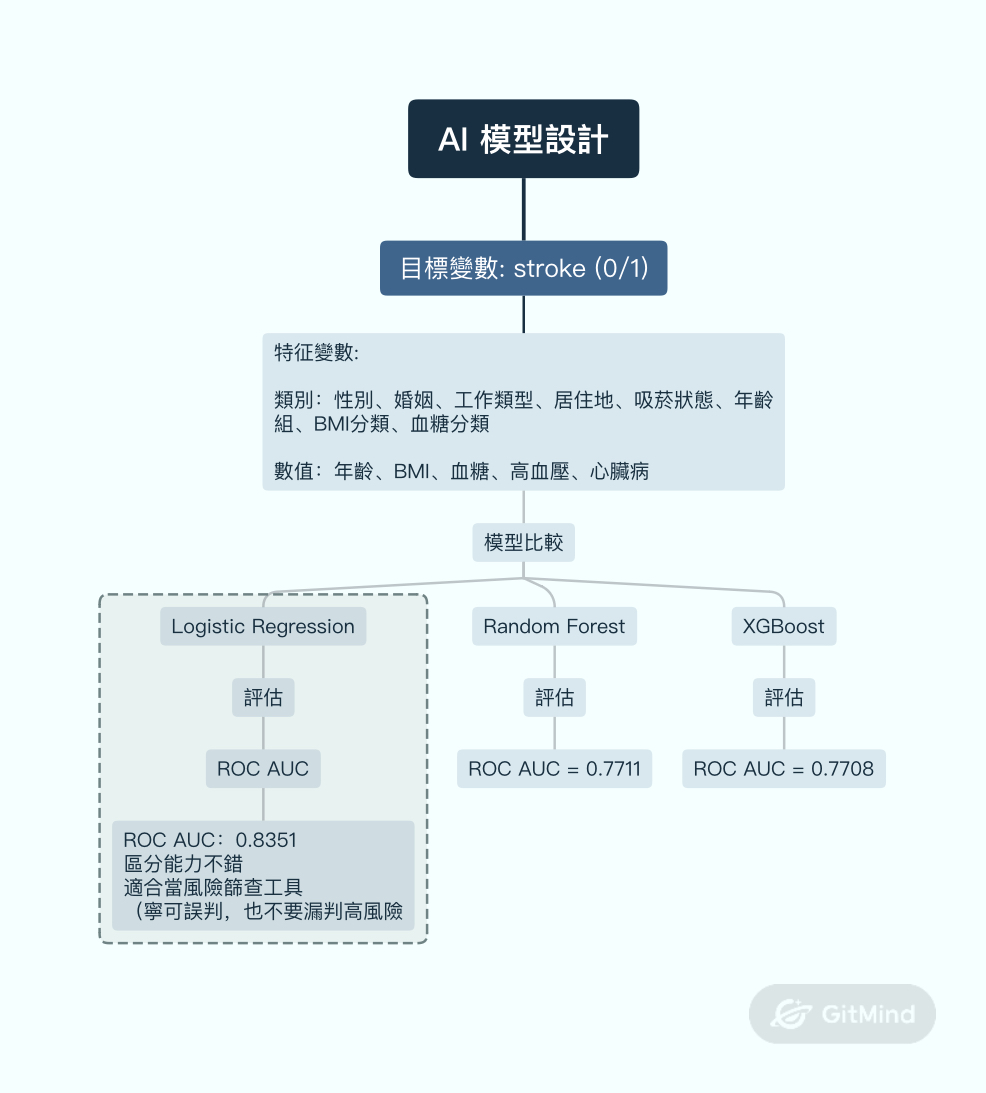 AI 模型設計
目標變數: stroke (0/1)
特征變數:
類別：性別、婚姻、工作類型、居住地、吸菸狀態、年齡
組、BMI分類、血糖分類
數值：年齡、BMI、血糖、高血壓、心臟病
模型比較
Logistic Regression
Random Forest
XGBoost
評估
評估
評估
ROC AUC
ROC AUC = 0.7711
ROC AUC = 0.7708
ROC AUC：0.8351
區分能力不錯
適合當風險篩查工具
（寧可誤判，也不要漏判高風險
GitMind